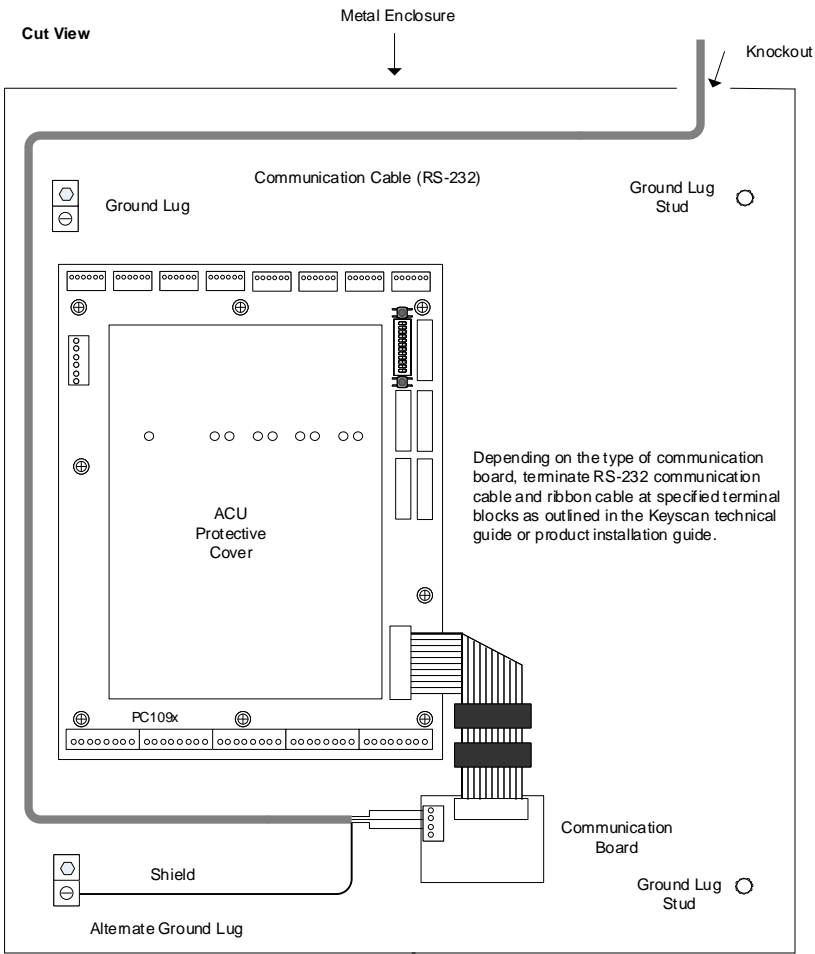 Metal Enclosure
Cut View
Knockout
Communication Cable (RS-232)
Ground Lug
Ground Lug
Stud
Depending on the type of communication
board, terminate RS-232 communication
cable and ribbon cable at specified terminal
blocks as outlined in the Keyscan technical
guide or product installation guide.
ACU
Protective
Cover
PC109x
Communication
Board
Shield
Ground Lug
Stud
Alternate Ground Lug